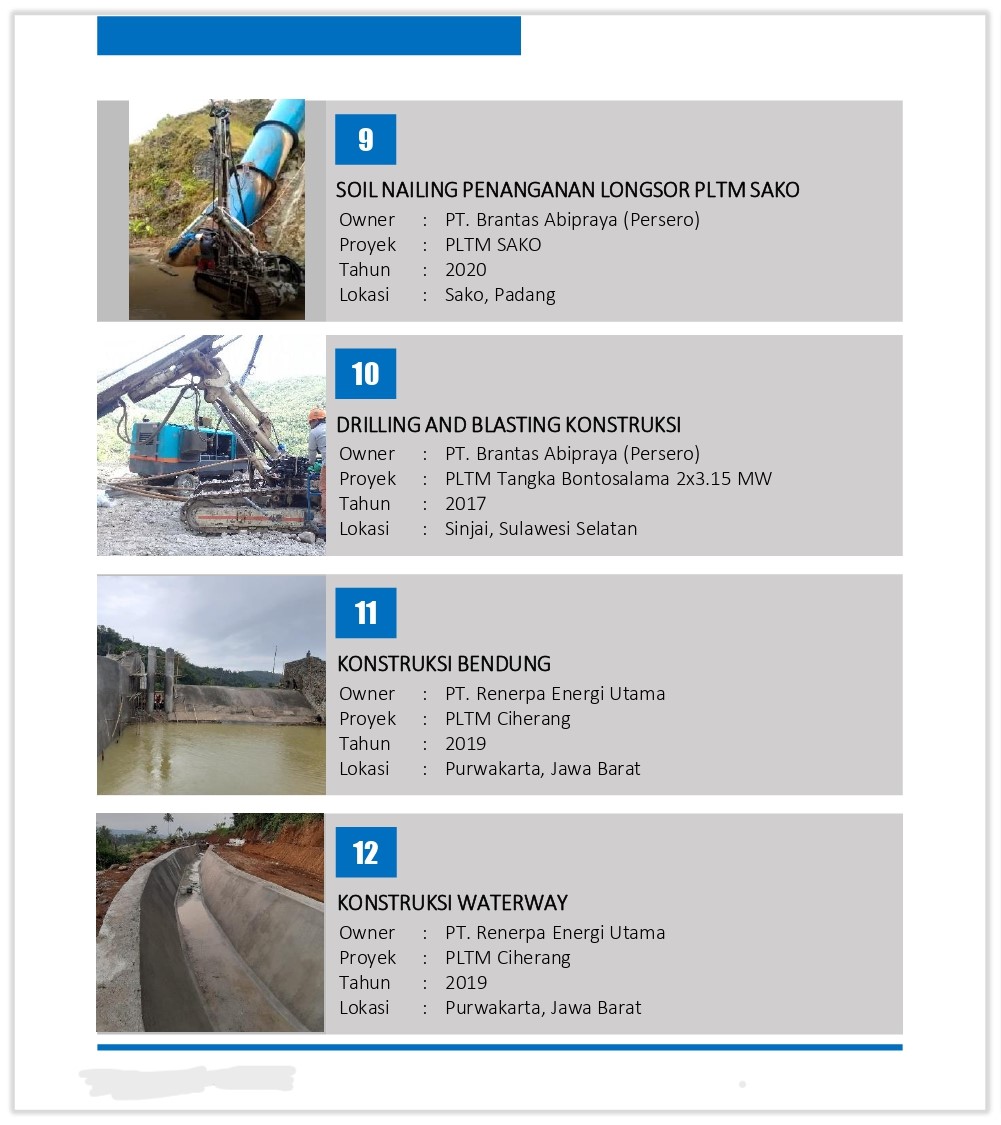 9
SOIL NAILING PENANGANAN LONGSOR PLTM SAKO
Owner : PT. Brantas Abipraya (Persero)
Proyek : PLTM SAKO
Tahun : 2020
Lokasi : Sako, Padang
10
DRILLING AND BLASTING KONSTRUKSI
Owner : PT. Brantas Abipraya (Persero)
Proyek : PLTM Tangka Bontosalama 2x3.15 MW
Tahun : 2017
Lokasi : Sinjai, Sulawesi Selatan
11
KONSTRUKSI BENDUNG
Owner : PT. Renerpa Energi Utama
Proyek : PLTM Ciherang
Tahun : 2019
Lokasi : Purwakarta, Jawa Barat
12
KONSTRUKSI WATERWAY
Owner : PT. Renerpa Energi Utama
Proyek : PLTM Ciherang
Tahun : 2019
Lokasi : Purwakarta, Jawa Barat